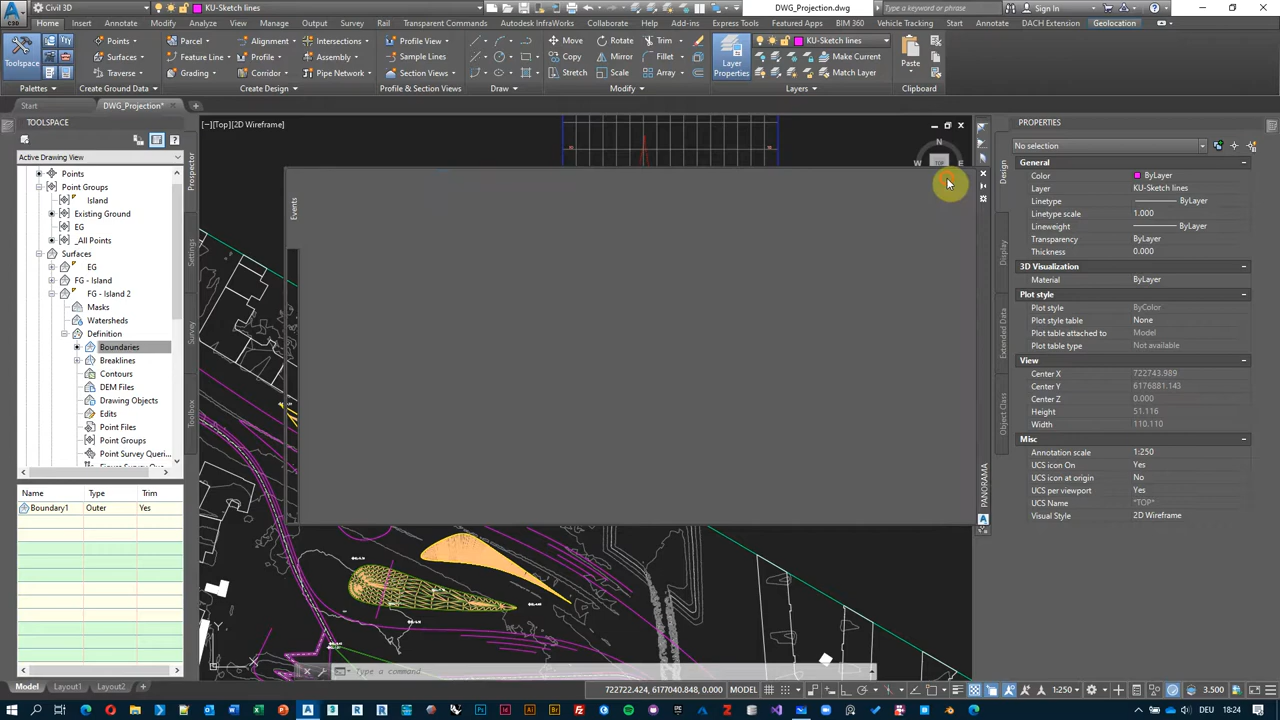 Civil 3D
KU-Sketch lines
DWG_Projection.dwg
Type a keyword or phrase
Sign In
Home Insert Annotate Modify Analyze View Manage Output Survey Rail Transparent Commands Autodesk InfraWorks Collaborate Help Add-ins Express Tools Featured Apps BIM 360 Vehicle Tracking Start Annotate DACH Extension Geolocation
Toolspace
Points
Surfaces
Traverse
Parcel
Feature Line
Grading
Alignment
Profile
Corridor
Intersections
Assembly
Pipe Network
Profile View
Sample Lines
Section Views
Move
Copy
Stretch
Rotate
Mirror
Scale
Trim
Fillet
Array
Layer Properties
KU-Sketch lines
Make Current
Match Layer
Paste
Palettes Create Ground Data Create Design Profile & Section Views Draw Modify Layers Clipboard
Start DWG_Projection*
TOOLSPACE
Active Drawing View
Points
Point Groups
Island
Existing Ground
EG
_All Points
Surfaces
EG
FG - Island
FG - Island 2
Masks
Watersheds
Definition
Boundaries
Breaklines
Contours
DEM Files
Drawing Objects
Edits
Point Files
Point Groups
Point Survey Queri...
Figure Survey Que...
Prospector
Settings
Survey
Toolbox
Name Type Trim
Boundary1 Outer Yes
[−][Top][2D Wireframe]
N
W TOP E
Events
PANORAMA
Y
X
Type a command
Design
Display
Extended Data
Object Class
PROPERTIES
No selection
General
Color ByLayer
Layer KU-Sketch lines
Linetype ByLayer
Linetype scale 1.000
Lineweight ByLayer
Transparency ByLayer
Thickness 0.000
3D Visualization
Material ByLayer
Plot style
Plot style ByColor
Plot style table None
Plot table attached to Model
Plot table type Not available
View
Center X 722743.989
Center Y 6176881.143
Center Z 0.000
Height 51.116
Width 110.110
Misc
Annotation scale 1:250
UCS icon On Yes
UCS icon at origin No
UCS per viewport Yes
UCS Name *TOP*
Visual Style 2D Wireframe
Model Layout1 Layout2
722722.424, 6177040.848, 0.000 MODEL 1:250 3.500
DE 18:24